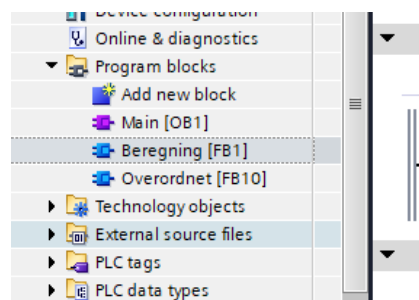 Device configuration
Online & diagnostics
Program blocks
Add new block
Main [OB1]
Beregning [FB1]
Overordnet [FB10]
Technology objects
External source files
PLC tags
PLC data types